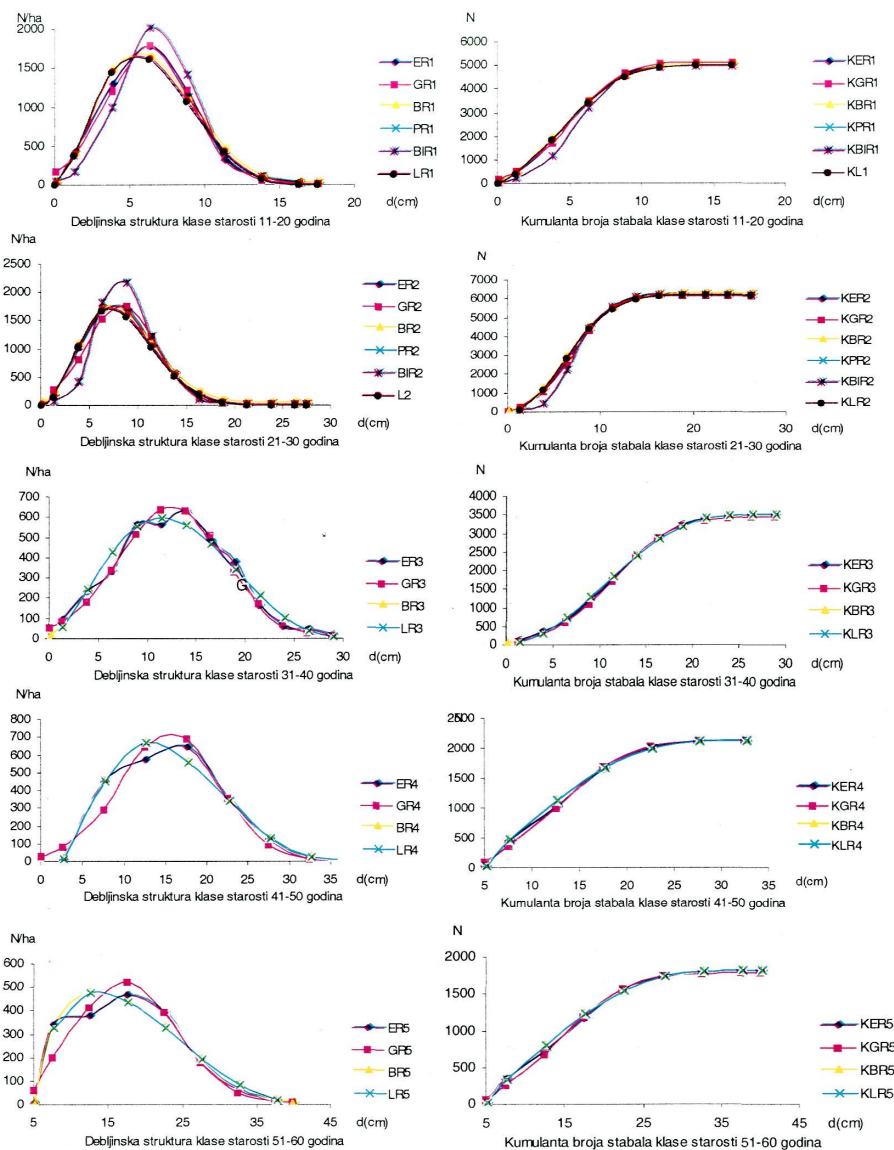 N/ha
2000
1500
1000
500
0
0 5 10 15 20
d(cm)
Debljinska struktura klase starosti 11-20 godina
ER1
GR1
BR1
PR1
BIR1
LR1
N
6000
5000
4000
3000
2000
1000
0
0 5 10 15 20
d(cm)
Kumulanta broja stabala klase starosti 11-20 godina
KER1
KGR1
KBR1
KPR1
KBIR1
KL1
N/ha
2500
2000
1500
1000
500
0
0 5 10 15 20 25 30
d(cm)
Debljinska struktura klase starosti 21-30 godina
ER2
GR2
BR2
PR2
BIR2
L2
N
7000
6000
5000
4000
3000
2000
1000
0
0 5 10 15 20 25 30
d(cm)
Kumulanta broja stabala klase starosti 21-30 godina
KER2
KGR2
KBR2
KPR2
KBIR2
KLR2
N/ha
700
600
500
400
300
200
100
0
0 5 10 15 20 25 30
G
d(cm)
Debljinska struktura klase starosti 31-40 godina
ER3
GR3
BR3
LR3
N
4000
3500
3000
2500
2000
1500
1000
500
0
0 5 10 15 20 25 30
d(cm)
Kumulanta broja stabala klase starosti 31-40 godina
KER3
KGR3
KBR3
KLR3
N/ha
800
700
600
500
400
300
200
100
0
0 5 10 15 20 25 30 35
d(cm)
Debljinska struktura klase starosti 41-50 godina
ER4
GR4
BR4
LR4
N
2500
2000
1500
1000
500
0
5 10 15 20 25 30 35
d(cm)
Kumulanta broja stabala klase starosti 41-50 godina
KER4
KGR4
KBR4
KLR4
N/ha
600
500
400
300
200
100
0
5 15 25 35 45
d(cm)
Debljinska struktura klase starosti 51-60 godina
ER5
GR5
BR5
LR5
N
2000
1500
1000
500
0
5 15 25 35 45
d(cm)
Kumulanta broja stabala klase starosti 51-60 godina
KER5
KGR5
KBR5
KLR5